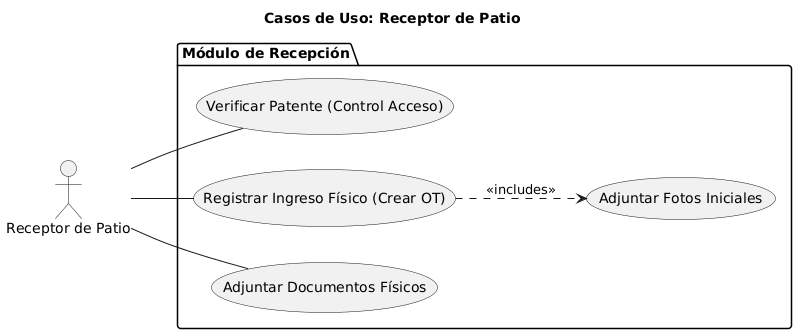 Casos de Uso: Receptor de Patio
Módulo de Recepción
Verificar Patente (Control Acceso)
Registrar Ingreso Físico (Crear OT)
«includes»
Adjuntar Fotos Iniciales
Receptor de Patio
Adjuntar Documentos Físicos